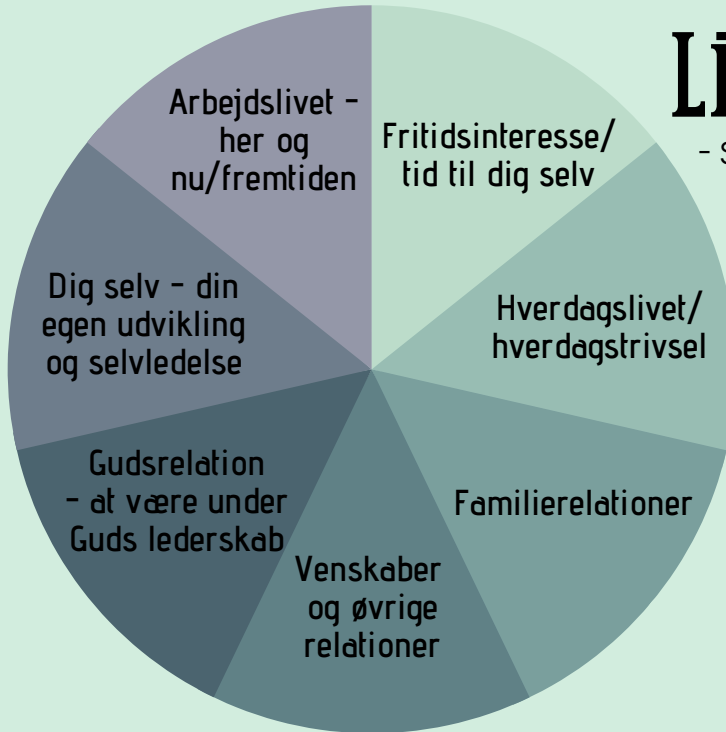 Arbejdslivet –
her og
nu/fremtiden
Fritidsinteresse/
tid til dig selv
Li
- S
Dig selv – din
egen udvikling
og selvledelse
Hverdagslivet/
hverdagstrivsel
Gudsrelation
– at være under
Guds lederskab
Familierelationer
Venskaber
og øvrige
relationer